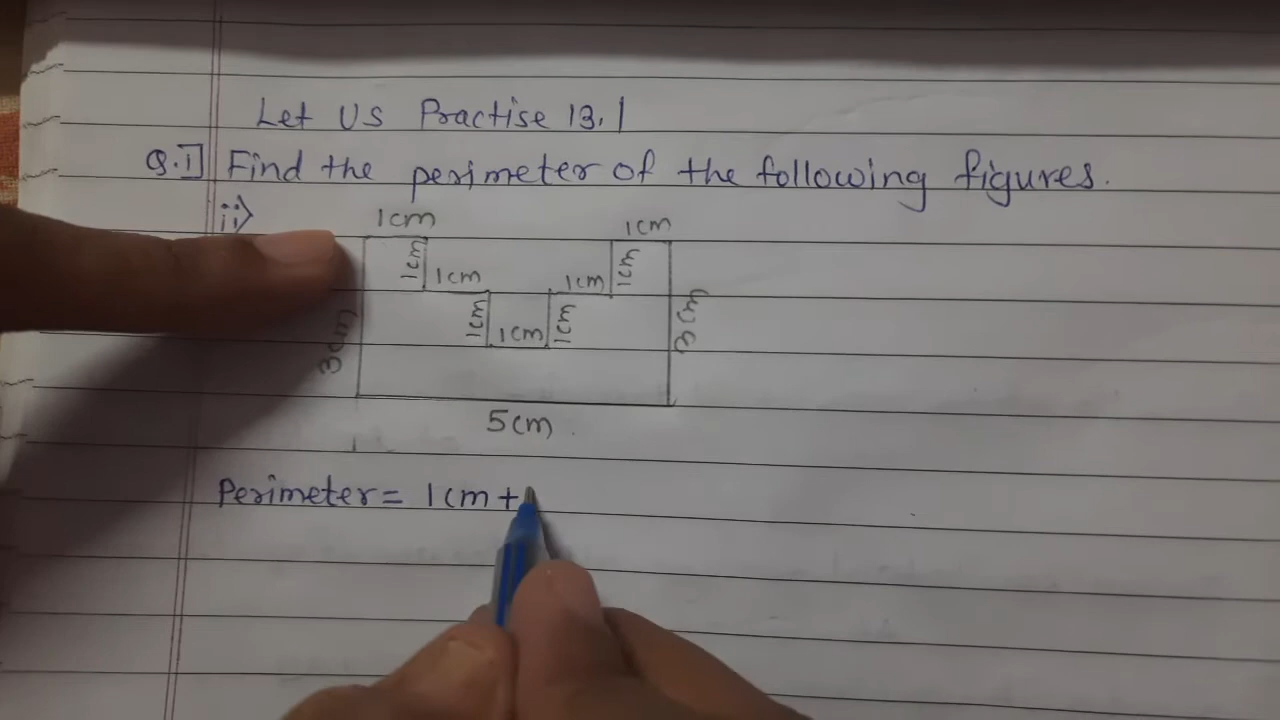 Let Us Practise 13.1
Q.1] Find the perimeter of the following figures.
ii>
1cm 1cm
1cm 1cm 1cm 1cm
1cm 1cm 1cm
3cm 3cm
5cm
Perimeter = 1cm +